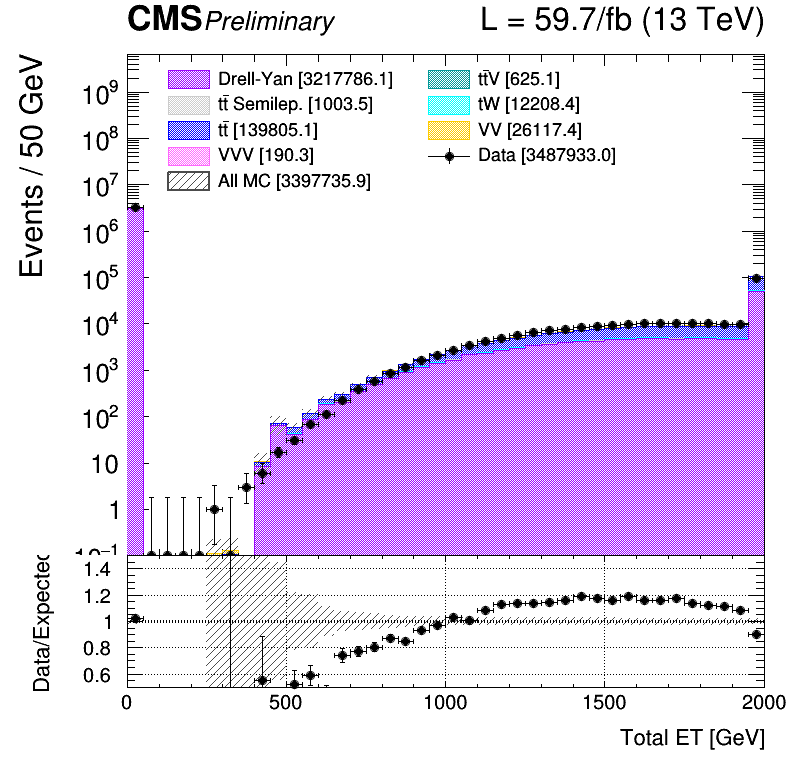 CMS Preliminary L = 59.7/fb (13 TeV)
Events / 50 GeV
Drell-Yan [3217786.1]
tt̄ Semilep. [1003.5]
tt̄ [139805.1]
VVV [190.3]
All MC [3397735.9]
tt̄V [625.1]
tW [12208.4]
VV [26117.4]
Data [3487933.0]
10⁹
10⁸
10⁷
10⁶
10⁵
10⁴
10³
10²
10
1
10⁻¹
Data/Expected
1.4
1.2
1
0.8
0.6
0 500 1000 1500 2000
Total ET [GeV]